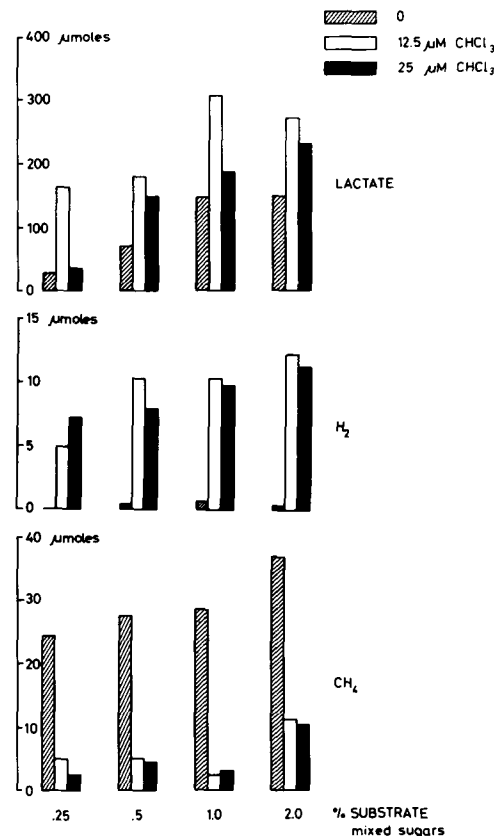 0
12.5 μM CHCl3
25 μM CHCl3
400 μmoles
300
200
100
0
LACTATE
15 μmoles
10
5
0
H2
40 μmoles
30
20
10
0
CH4
.25 .5 1.0 2.0 % SUBSTRATE
mixed sugars